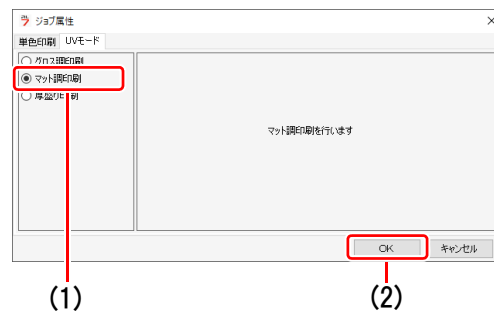 ジョブ属性
単色印刷 UVモード
グロス調印刷
マット調印刷
厚盛り印刷
マット調印刷を行います
OK キャンセル
(1) (2)